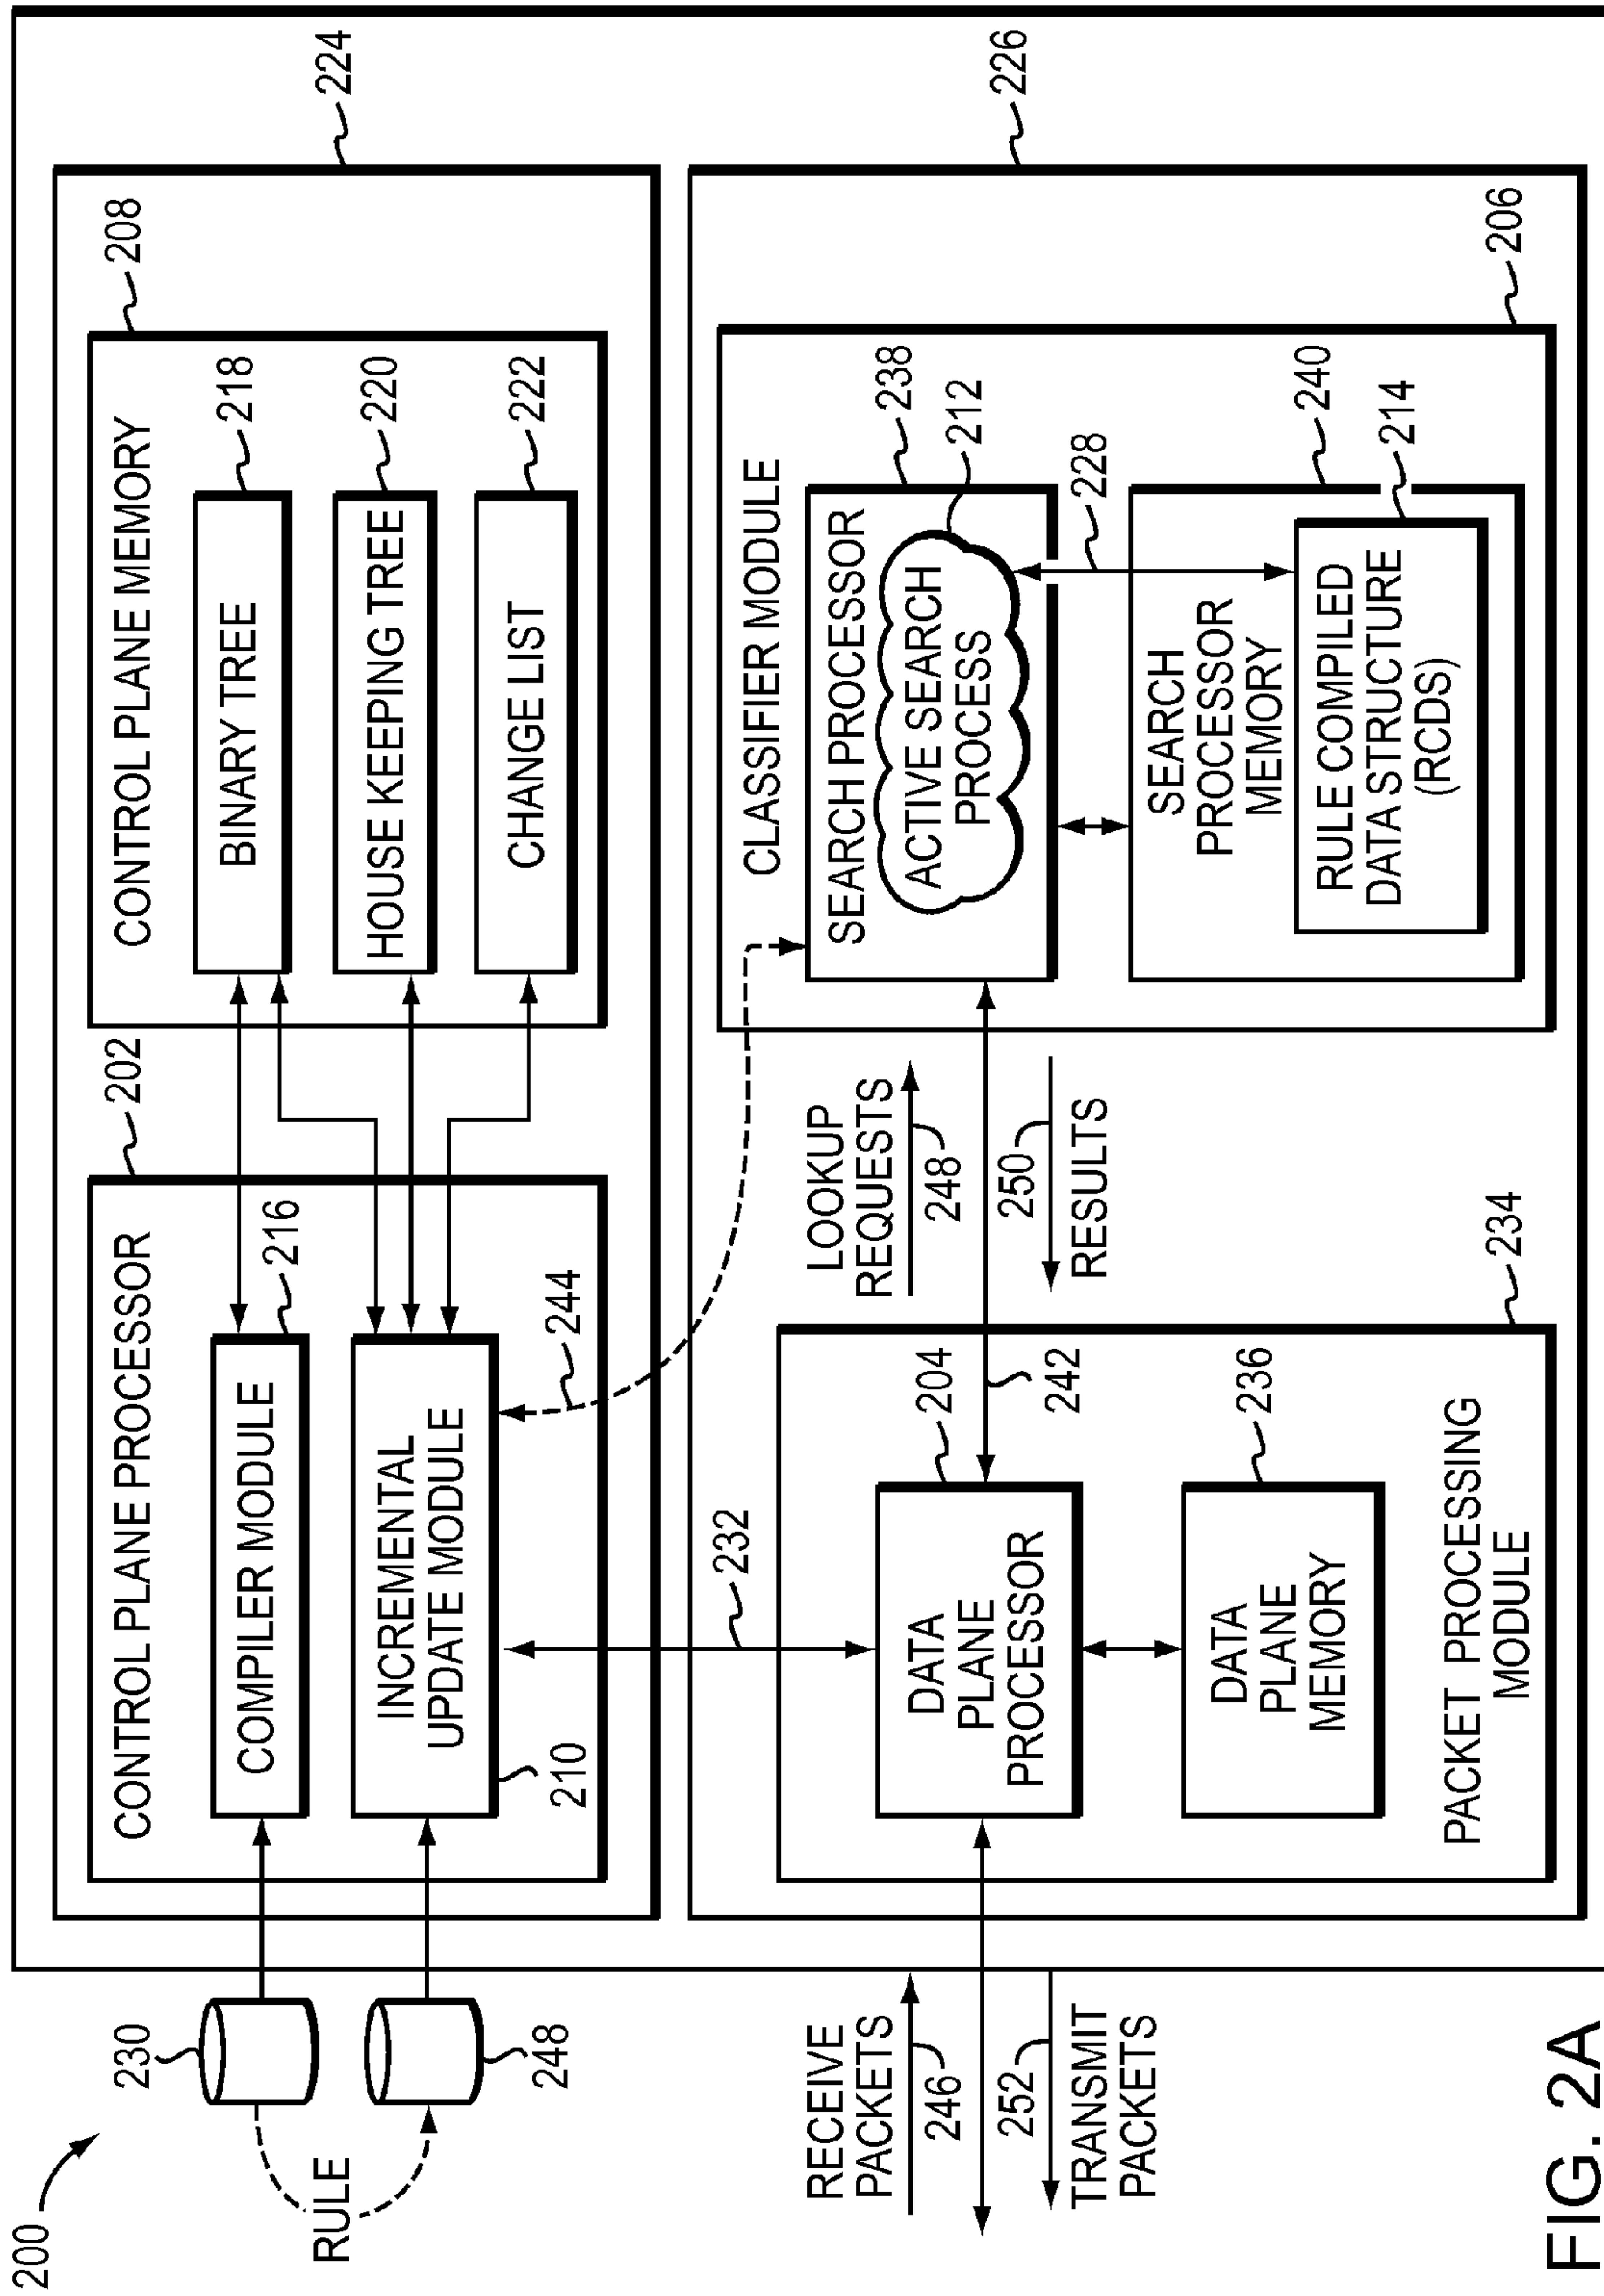 200
230
RULE
248
CONTROL PLANE PROCESSOR
202
COMPILER MODULE
216
INCREMENTAL
UPDATE MODULE
210
244
CONTROL PLANE MEMORY
208
BINARY TREE
218
HOUSE KEEPING TREE
220
CHANGE LIST
222
224
232
RECEIVE
PACKETS
246
252
TRANSMIT
PACKETS
DATA
PLANE
PROCESSOR
204
242
DATA
PLANE
MEMORY
236
PACKET PROCESSING
MODULE
234
LOOKUP
REQUESTS
248
250
RESULTS
CLASSIFIER MODULE
SEARCH PROCESSOR
238
ACTIVE SEARCH
PROCESS
212
228
SEARCH
PROCESSOR
MEMORY
240
RULE COMPILED
DATA STRUCTURE
(RCDS)
214
206
226
FIG. 2A